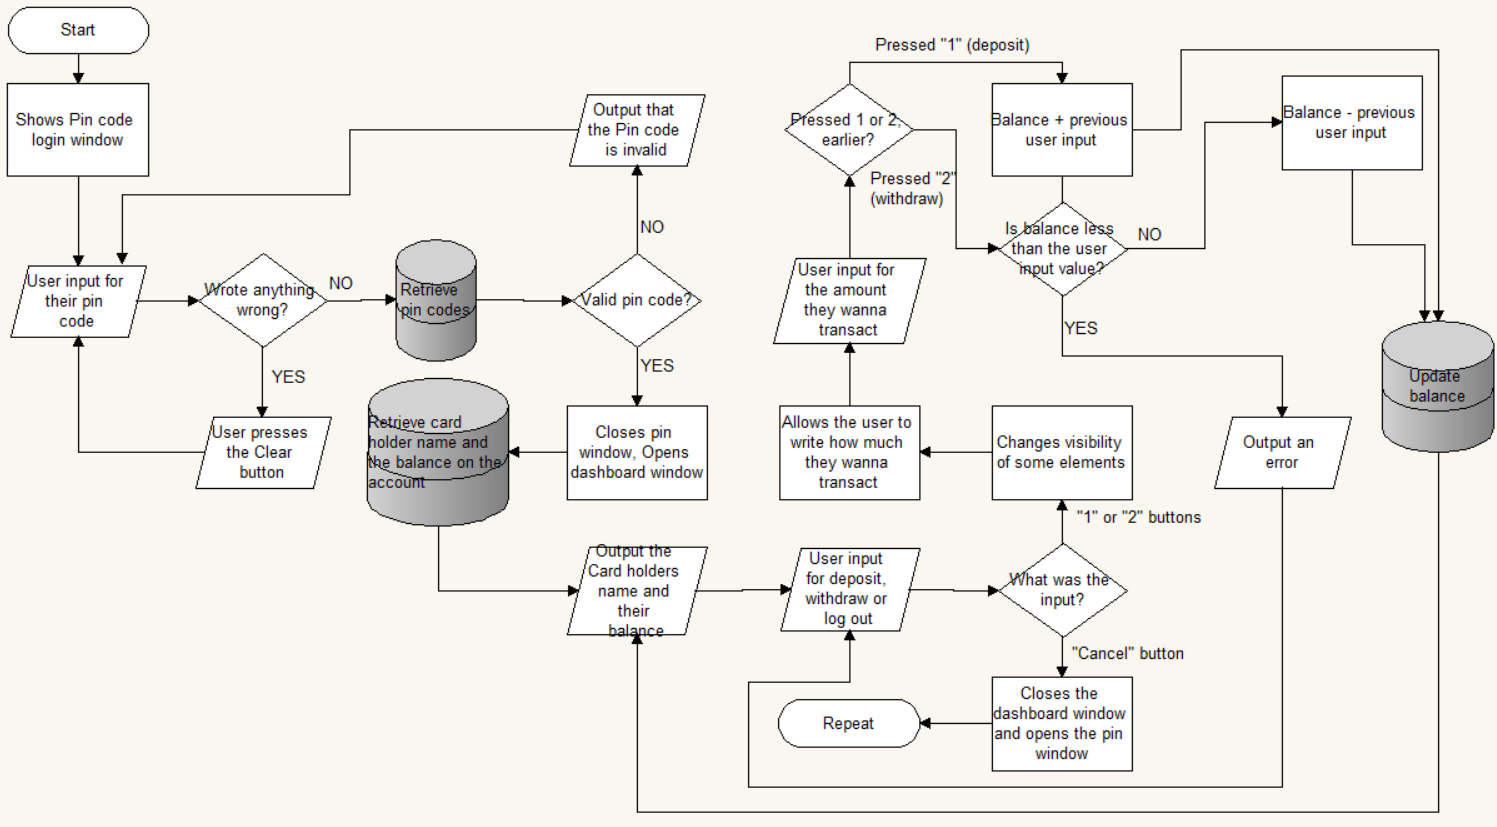 Start
Shows Pin code
login window
User input for
their pin
code
Wrote anything
wrong?
NO
YES
User presses
the Clear
button
Retrieve
pin codes
Valid pin code?
NO
Output that
the Pin code
is invalid
YES
Closes pin
window, Opens
dashboard window
Retrieve card
holder name and
the balance on the
account
Output the
Card holders
name and
their
balance
User input
for deposit,
withdraw or
log out
What was the
input?
"Cancel" button
Closes the
dashboard window
and opens the pin
window
Repeat
"1" or "2" buttons
Changes visibility
of some elements
Allows the user to
write how much
they wanna
transact
User input for
the amount
they wanna
transact
Pressed 1 or 2,
earlier?
Pressed "1" (deposit)
Balance + previous
user input
Pressed "2"
(withdraw)
Is balance less
than the user
input value?
NO
Balance - previous
user input
YES
Output an
error
Update
balance